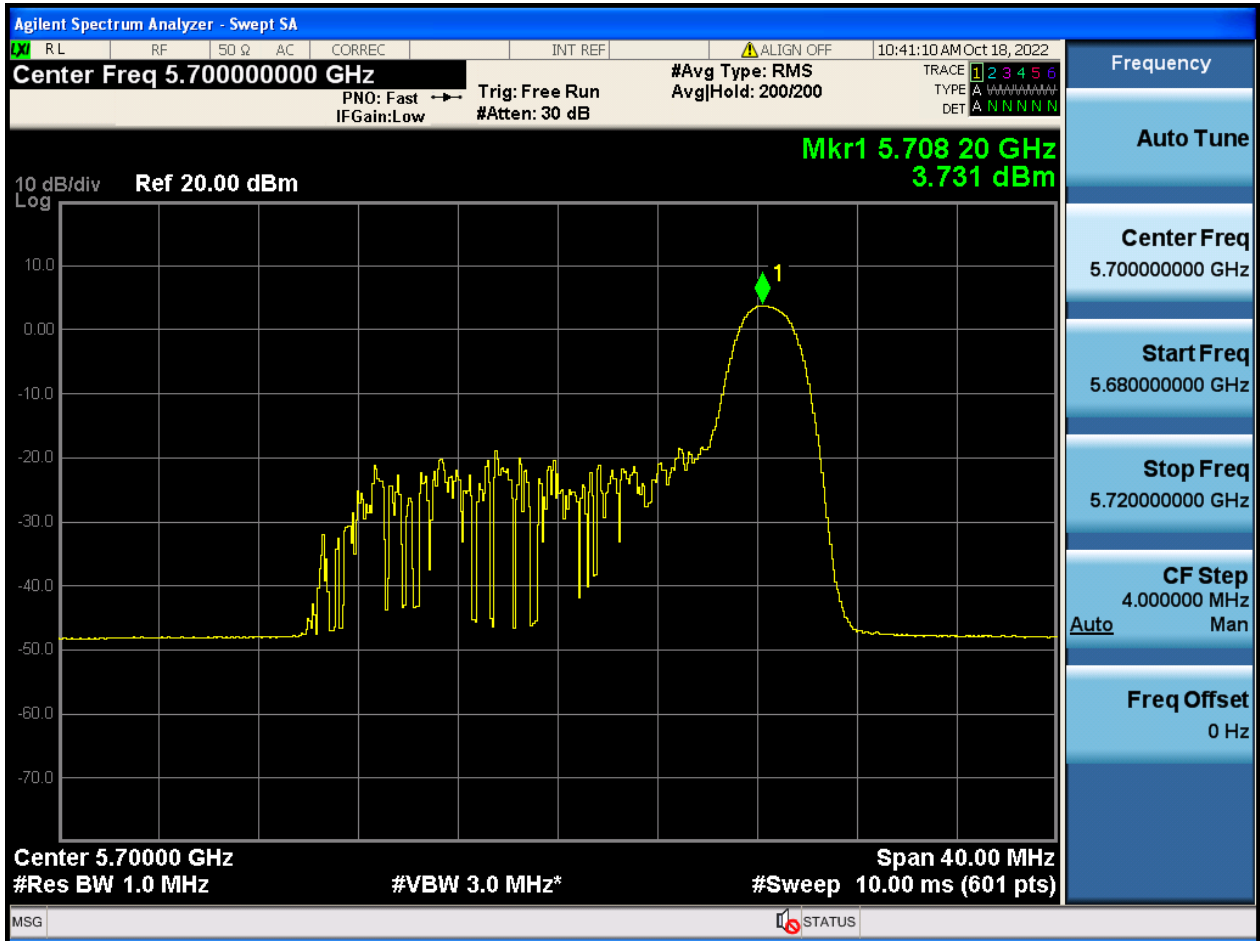 Agilent Spectrum Analyzer - Swept SA
LXI RL RF 50 Ω AC CORREC INT REF ALIGN OFF 10:41:10 AM Oct 18, 2022
Center Freq 5.700000000 GHz
PNO: Fast
IFGain:Low
Trig: Free Run
#Atten: 30 dB
#Avg Type: RMS
Avg|Hold: 200/200
TRACE 1 2 3 4 5 6
TYPE A WWWWW
DET A N N N N N
Mkr1 5.708 20 GHz
3.731 dBm
10 dB/div Ref 20.00 dBm
Log
1
10.0
0.00
-10.0
-20.0
-30.0
-40.0
-50.0
-60.0
-70.0
Center 5.70000 GHz Span 40.00 MHz
#Res BW 1.0 MHz #VBW 3.0 MHz* #Sweep 10.00 ms (601 pts)
MSG STATUS
Frequency
Auto Tune
Center Freq
5.700000000 GHz
Start Freq
5.680000000 GHz
Stop Freq
5.720000000 GHz
CF Step
4.000000 MHz
Auto Man
Freq Offset
0 Hz